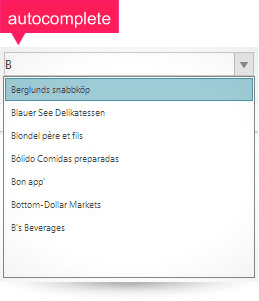 autocomplete
B
Berglunds snabbköp
Blauer See Delikatessen
Blondel père et fils
Bólido Comidas preparadas
Bon app'
Bottom-Dollar Markets
B's Beverages